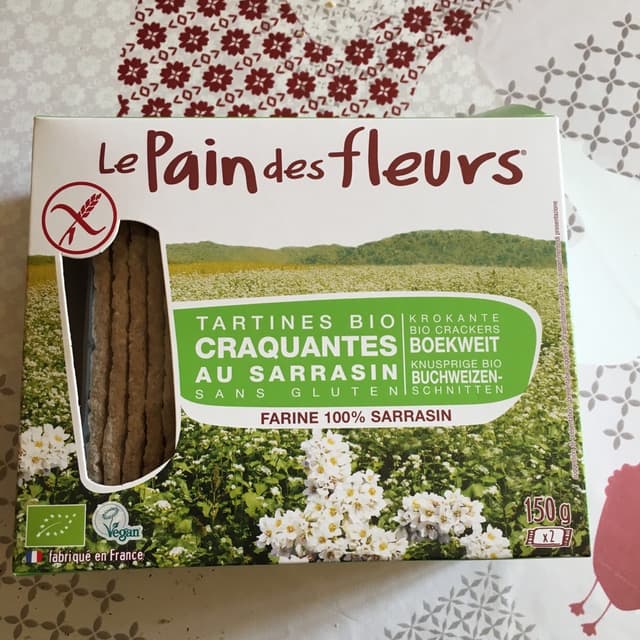 Le Pain des fleurs®
TARTINES BIO
CRAQUANTES
AU SARRASIN
SANS GLUTEN
KROKANTE
BIO CRACKERS
BOEKWEIT
KNUSPRIGE BIO
BUCHWEIZEN-
SCHNITTEN
FARINE 100% SARRASIN
Vegan
fabriqué en France
150g
x2